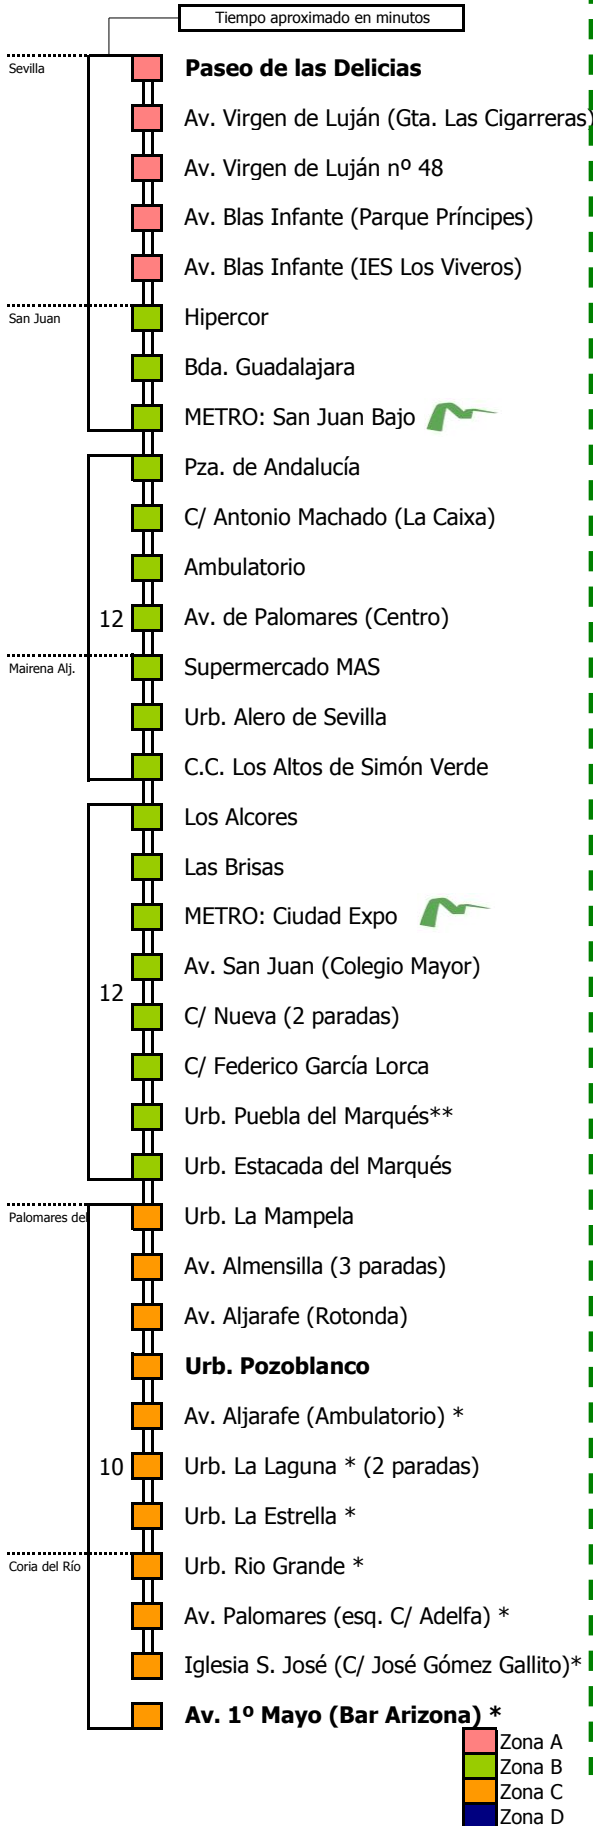 Tiempo aproximado en minutos
Sevilla
Paseo de las Delicias
Av. Virgen de Luján (Gta. Las Cigarreras)
Av. Virgen de Luján nº 48
Av. Blas Infante (Parque Príncipes)
Av. Blas Infante (IES Los Viveros)
San Juan
Hipercor
Bda. Guadalajara
METRO: San Juan Bajo
Pza. de Andalucía
C/ Antonio Machado (La Caixa)
Ambulatorio
12
Av. de Palomares (Centro)
Mairena Alj.
Supermercado MAS
Urb. Alero de Sevilla
C.C. Los Altos de Simón Verde
Los Alcores
Las Brisas
METRO: Ciudad Expo
Av. San Juan (Colegio Mayor)
12
C/ Nueva (2 paradas)
C/ Federico García Lorca
Urb. Puebla del Marqués**
Urb. Estacada del Marqués
Palomares del
Urb. La Mampela
Av. Almensilla (3 paradas)
Av. Aljarafe (Rotonda)
Urb. Pozoblanco
Av. Aljarafe (Ambulatorio) *
10
Urb. La Laguna * (2 paradas)
Urb. La Estrella *
Coria del Río
Urb. Rio Grande *
Av. Palomares (esq. C/ Adelfa) *
Iglesia S. José (C/ José Gómez Gallito)*
Av. 1º Mayo (Bar Arizona) *
Zona A
Zona B
Zona C
Zona D